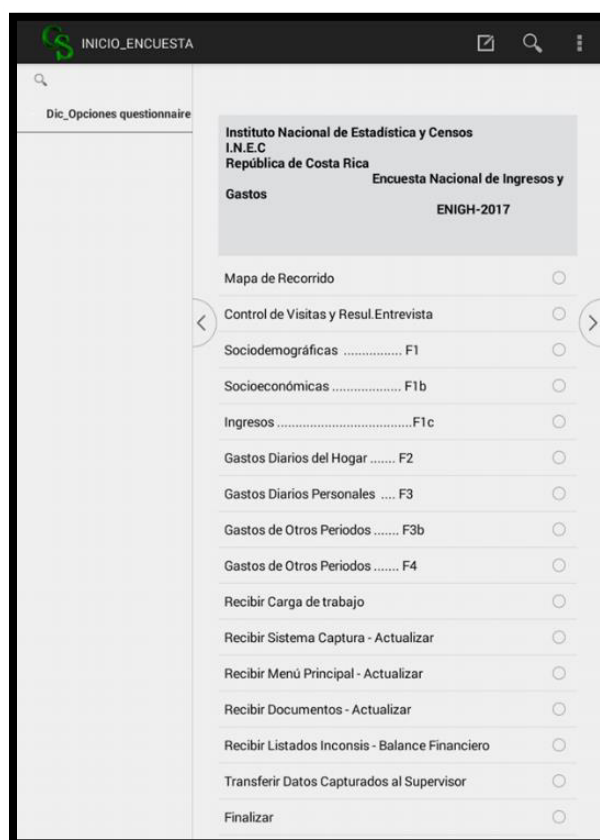 CS INICIO_ENCUESTA
Dic_Opciones questionnaire
Instituto Nacional de Estadística y Censos
I.N.E.C
República de Costa Rica
Encuesta Nacional de Ingresos y
Gastos
ENIGH-2017
Mapa de Recorrido
Control de Visitas y Resul.Entrevista
Sociodemográficas ................ F1
Socioeconómicas ................... F1b
Ingresos .....................................F1c
Gastos Diarios del Hogar ....... F2
Gastos Diarios Personales .... F3
Gastos de Otros Periodos ....... F3b
Gastos de Otros Periodos ....... F4
Recibir Carga de trabajo
Recibir Sistema Captura - Actualizar
Recibir Menú Principal - Actualizar
Recibir Documentos - Actualizar
Recibir Listados Inconsis - Balance Financiero
Transferir Datos Capturados al Supervisor
Finalizar